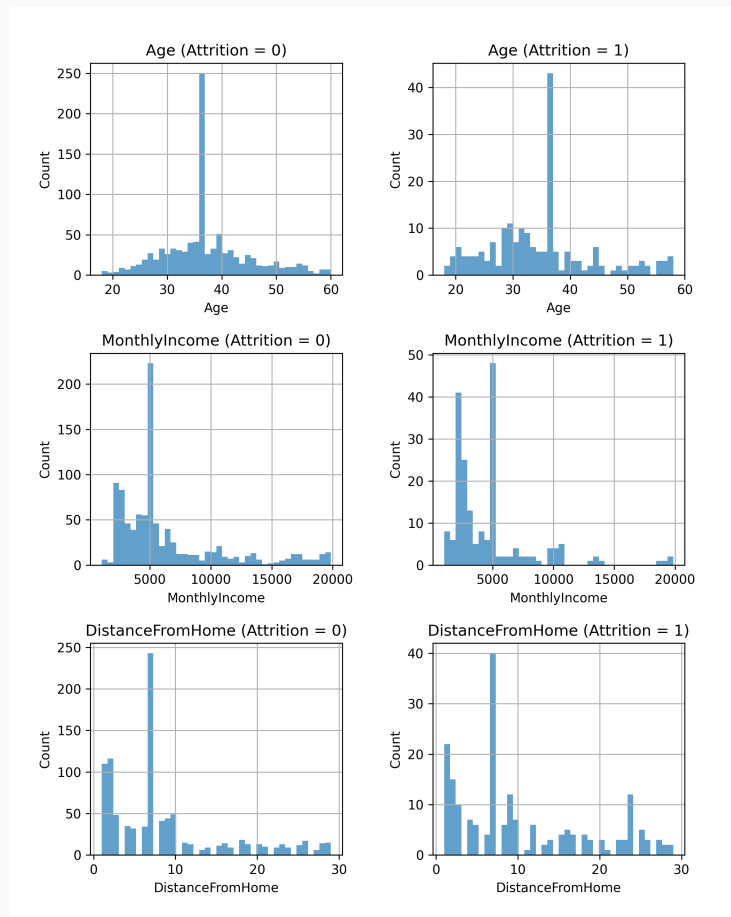 Age (Attrition = 0)
Count
250
200
150
100
50
0
20 30 40 50 60
Age
Age (Attrition = 1)
Count
40
30
20
10
0
20 30 40 50 60
Age
MonthlyIncome (Attrition = 0)
Count
200
150
100
50
0
5000 10000 15000 20000
MonthlyIncome
MonthlyIncome (Attrition = 1)
Count
50
40
30
20
10
0
5000 10000 15000 20000
MonthlyIncome
DistanceFromHome (Attrition = 0)
Count
250
200
150
100
50
0
0 10 20 30
DistanceFromHome
DistanceFromHome (Attrition = 1)
Count
40
30
20
10
0
0 10 20 30
DistanceFromHome